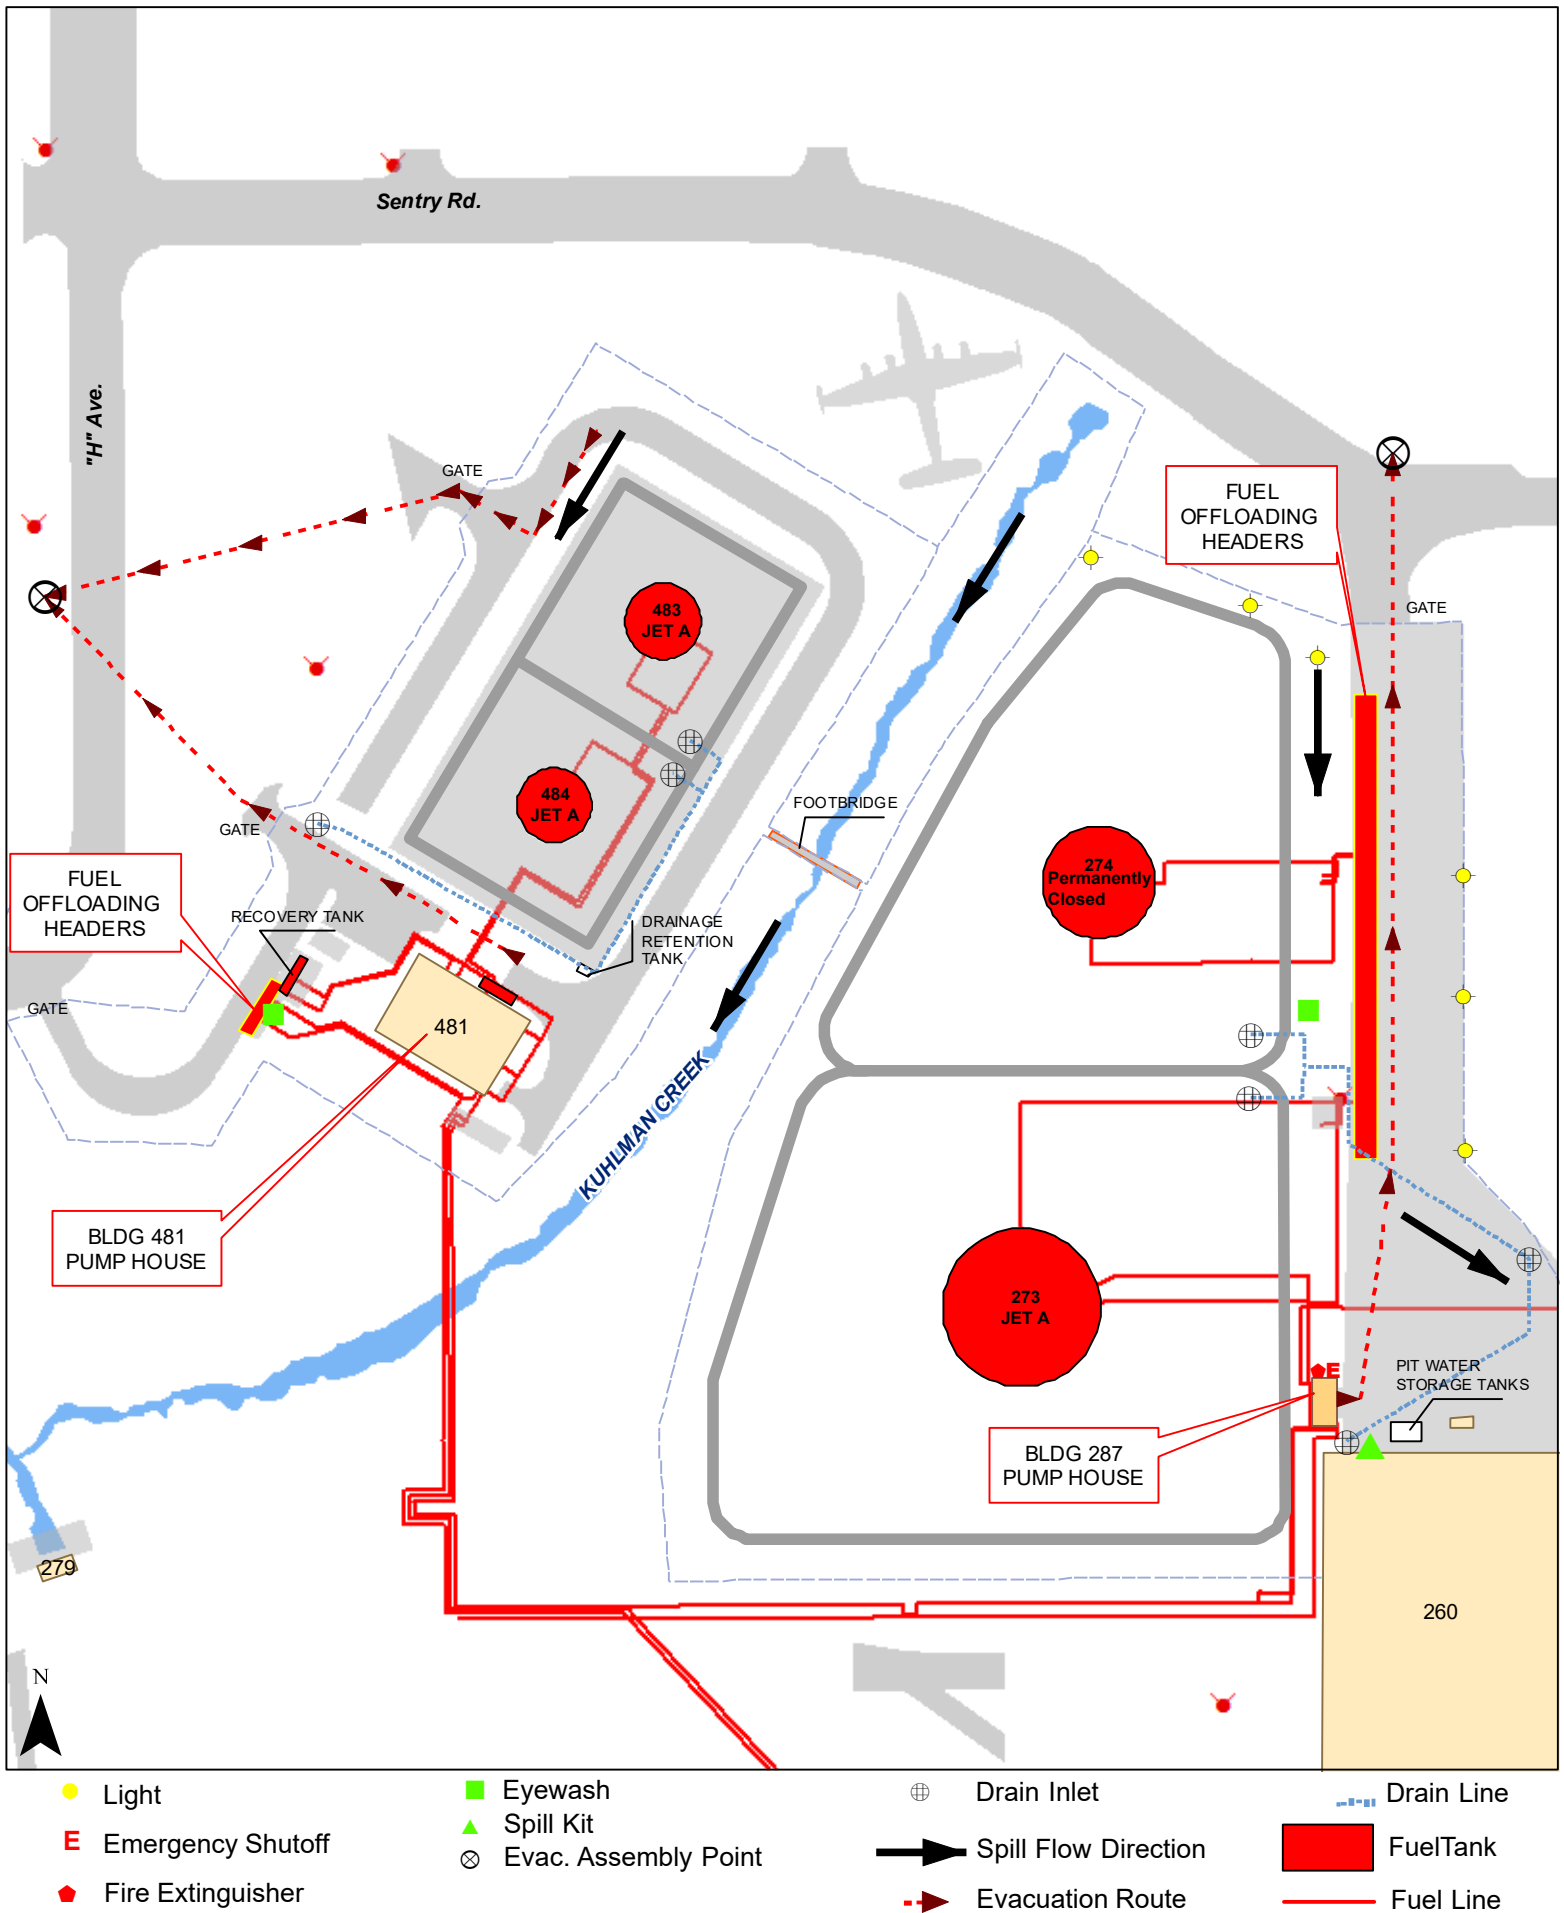 Sentry Rd.
"H" Ave.
GATE
FUEL
OFFLOADING
HEADERS
GATE
483
JET A
484
JET A
FOOTBRIDGE
GATE
274
Permanently
Closed
FUEL
OFFLOADING
HEADERS
RECOVERY TANK
DRAINAGE
RETENTION
TANK
GATE
481
KUHLMAN CREEK
BLDG 481
PUMP HOUSE
273
JET A
E
PIT WATER
STORAGE TANKS
BLDG 287
PUMP HOUSE
279
260
N
Light
Emergency Shutoff
E
Fire Extinguisher
Eyewash
Spill Kit
Evac. Assembly Point
Drain Inlet
Spill Flow Direction
Evacuation Route
Drain Line
FuelTank
Fuel Line